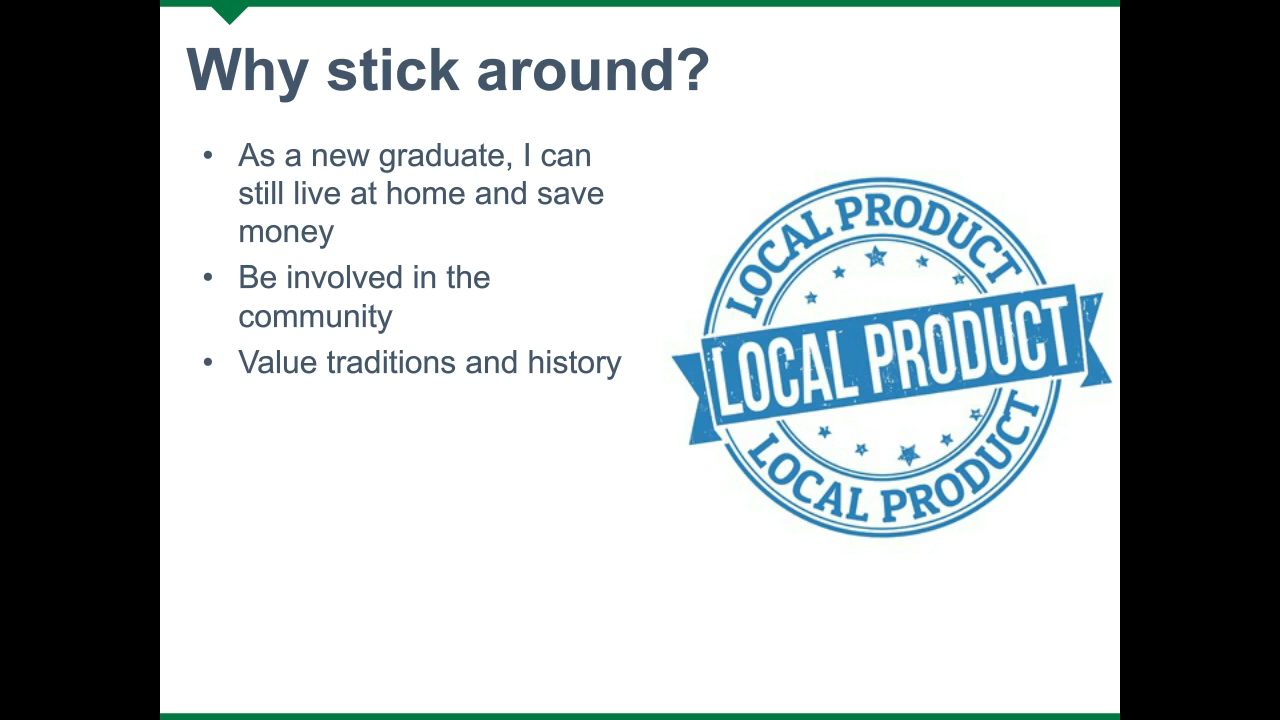 Why stick around?
• As a new graduate, I can
still live at home and save
money
• Be involved in the
community
• Value traditions and history
LOCAL PRODUCT
LOCAL PRODUCT
LOCAL PRODUCT